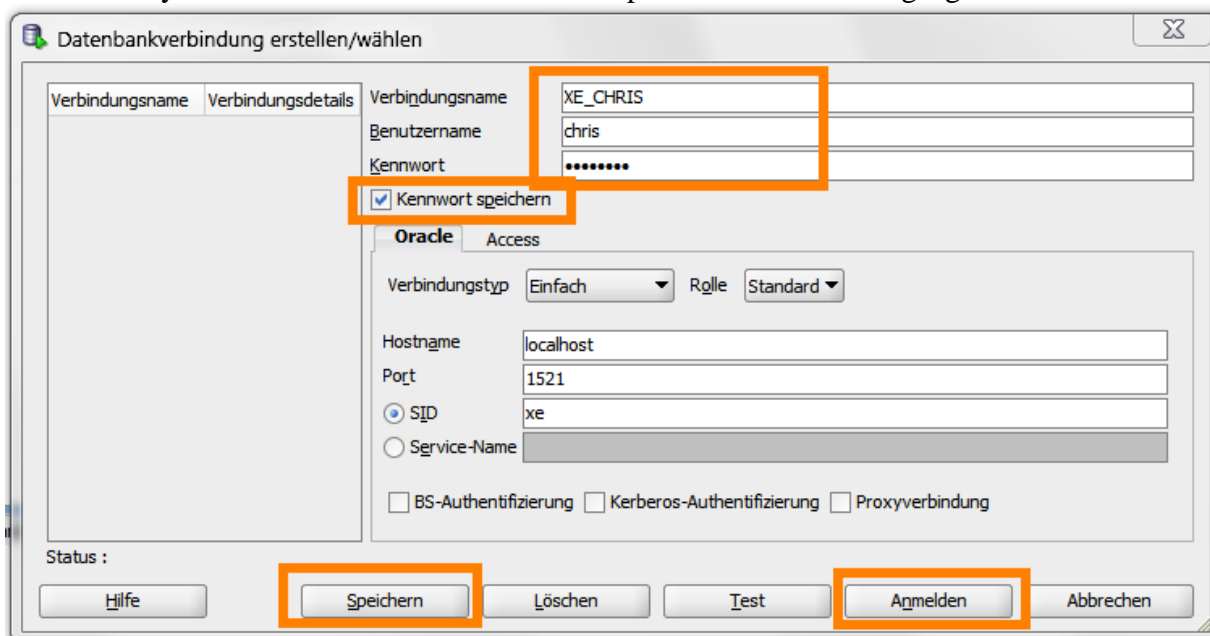 Datenbankverbindung erstellen/wählen
Verbindungsname Verbindungsdetails
Verbindungsname XE_CHRIS
Benutzername chris
Kennwort ••••••••
Kennwort speichern
Oracle Access
Verbindungstyp Einfach Rolle Standard
Hostname localhost
Port 1521
SID xe
Service-Name
BS-Authentifizierung Kerberos-Authentifizierung Proxyverbindung
Status :
Hilfe Speichern Löschen Test Anmelden Abbrechen